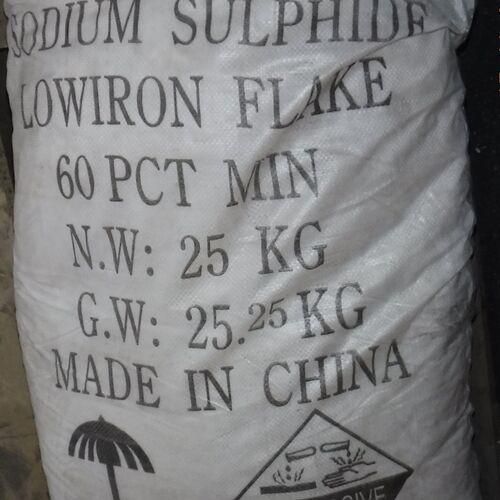 SODIUM SULPHIDE
LOWIRON FLAKE
60 PCT MIN
N.W: 25 KG
G.W: 25.25 KG
MADE IN CHINA